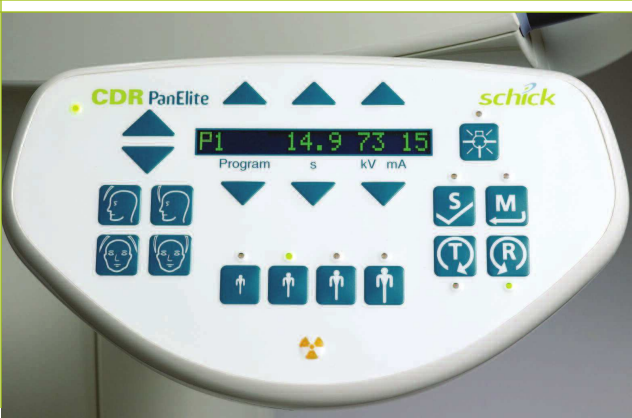 CDR PanElite
schick
P1 14.9 73 15
Program s kV mA
S M
T R